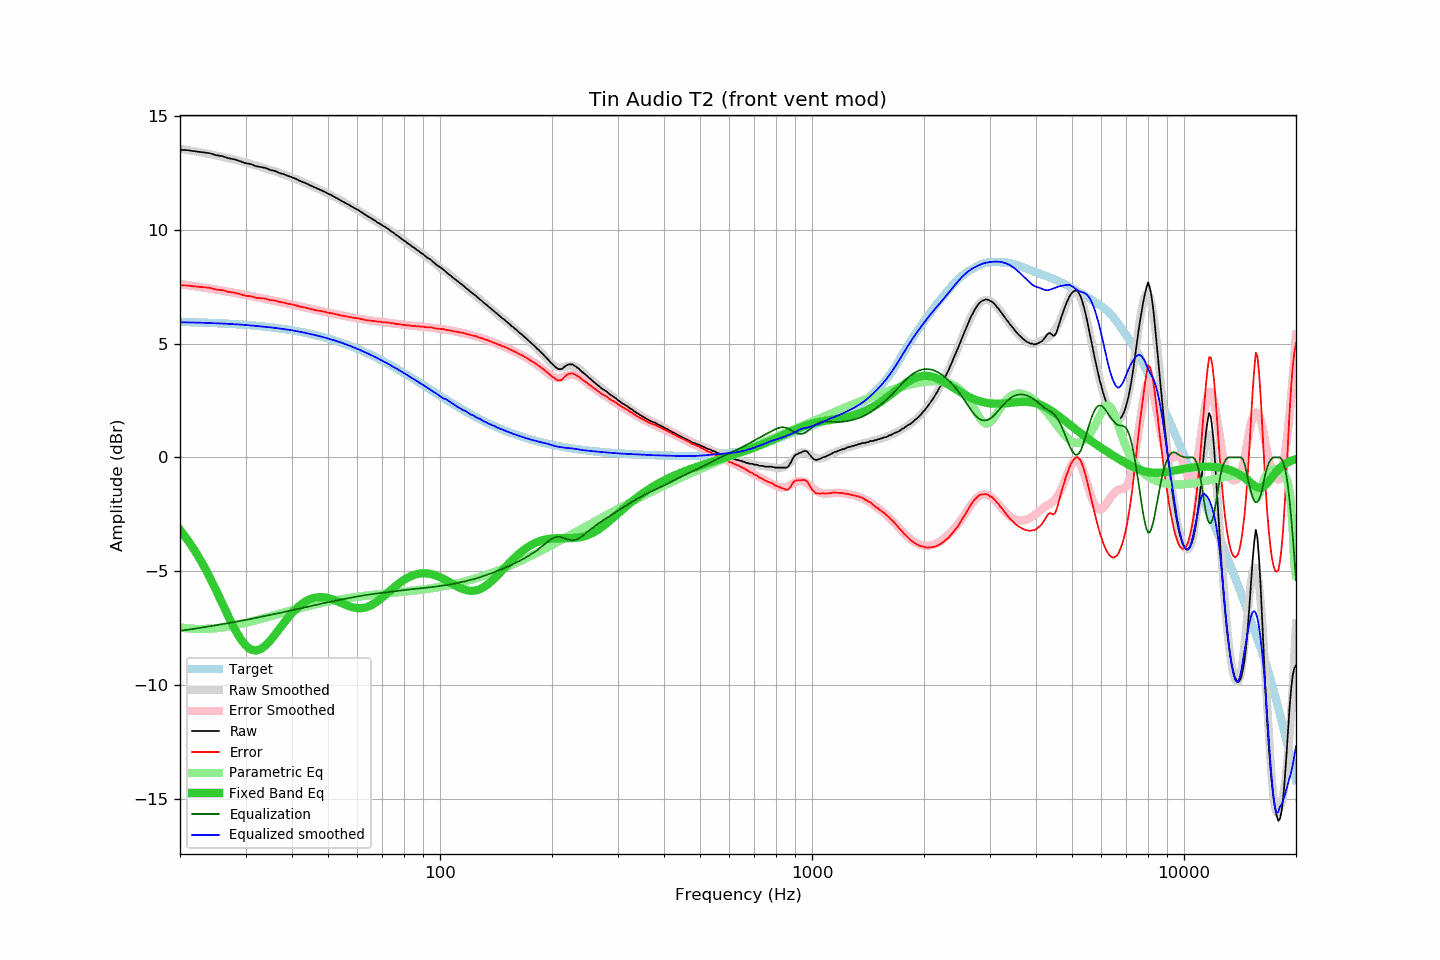 Tin Audio T2 (front vent mod)
15
10
5
0
−5
−10
−15
Amplitude (dBr)
Target
Raw Smoothed
Error Smoothed
Raw
Error
Parametric Eq
Fixed Band Eq
Equalization
Equalized smoothed
100
1000
10000
Frequency (Hz)